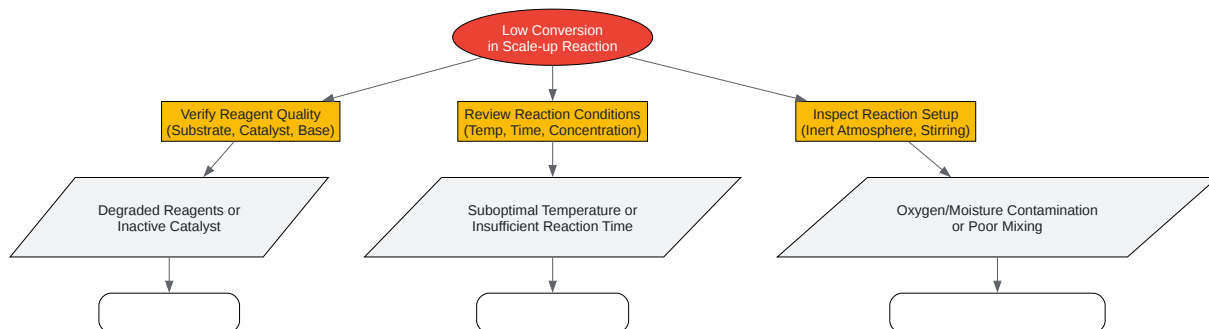 Low Conversion
in Scale-up Reaction
Verify Reagent Quality
(Substrate, Catalyst, Base)
Review Reaction Conditions
(Temp, Time, Concentration)
Inspect Reaction Setup
(Inert Atmosphere, Stirring)
Degraded Reagents or
Inactive Catalyst
Suboptimal Temperature or
Insufficient Reaction Time
Oxygen/Moisture Contamination
or Poor Mixing